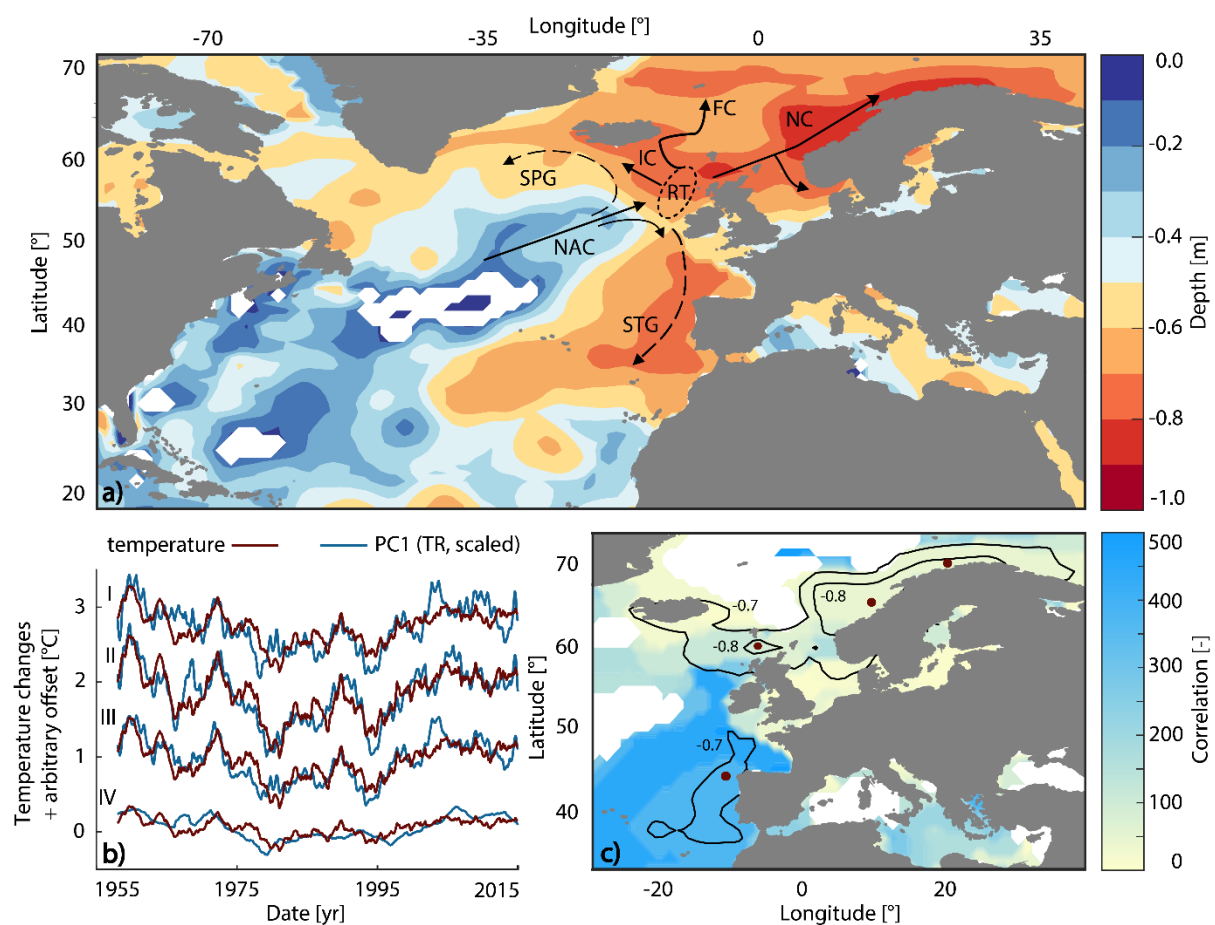 Longitude [°]
-70 -35 0 35
70
60
50
40
30
20
Latitude [°]
FC
NC
IC
SPG
RT
NAC
STG
a)
0.0
-0.2
-0.4
-0.6
-0.8
-1.0
Depth [m]
temperature PC1 (TR, scaled)
3
2
1
0
Temperature changes
+ arbitrary offset [°C]
I
II
III
IV
b)
1955 1975 1995 2015
Date [yr]
70
60
50
40
Latitude [°]
-0.7
-0.8
-0.8
-0.7
c)
-20 0 20
Longitude [°]
500
400
300
200
100
0
Correlation [-]